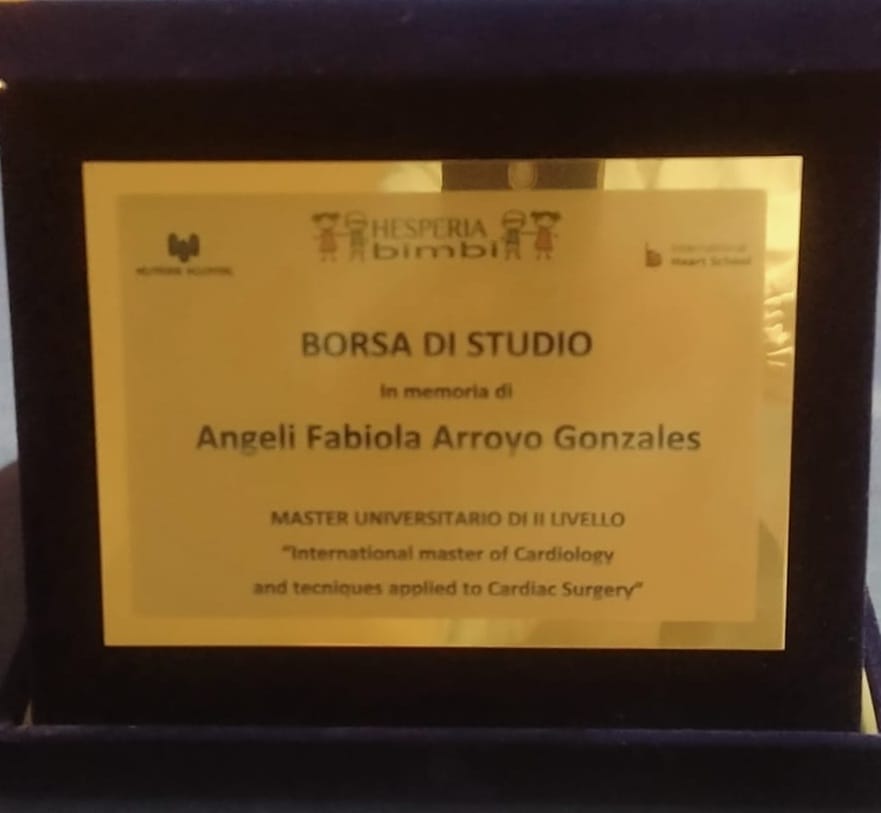 HESPERIA
bimbi
International
Heart School
BORSA DI STUDIO
In memoria di
Angeli Fabiola Arroyo Gonzales
MASTER UNIVERSITARIO DI II LIVELLO
"International master of Cardiology
and tecniques applied to Cardiac Surgery"